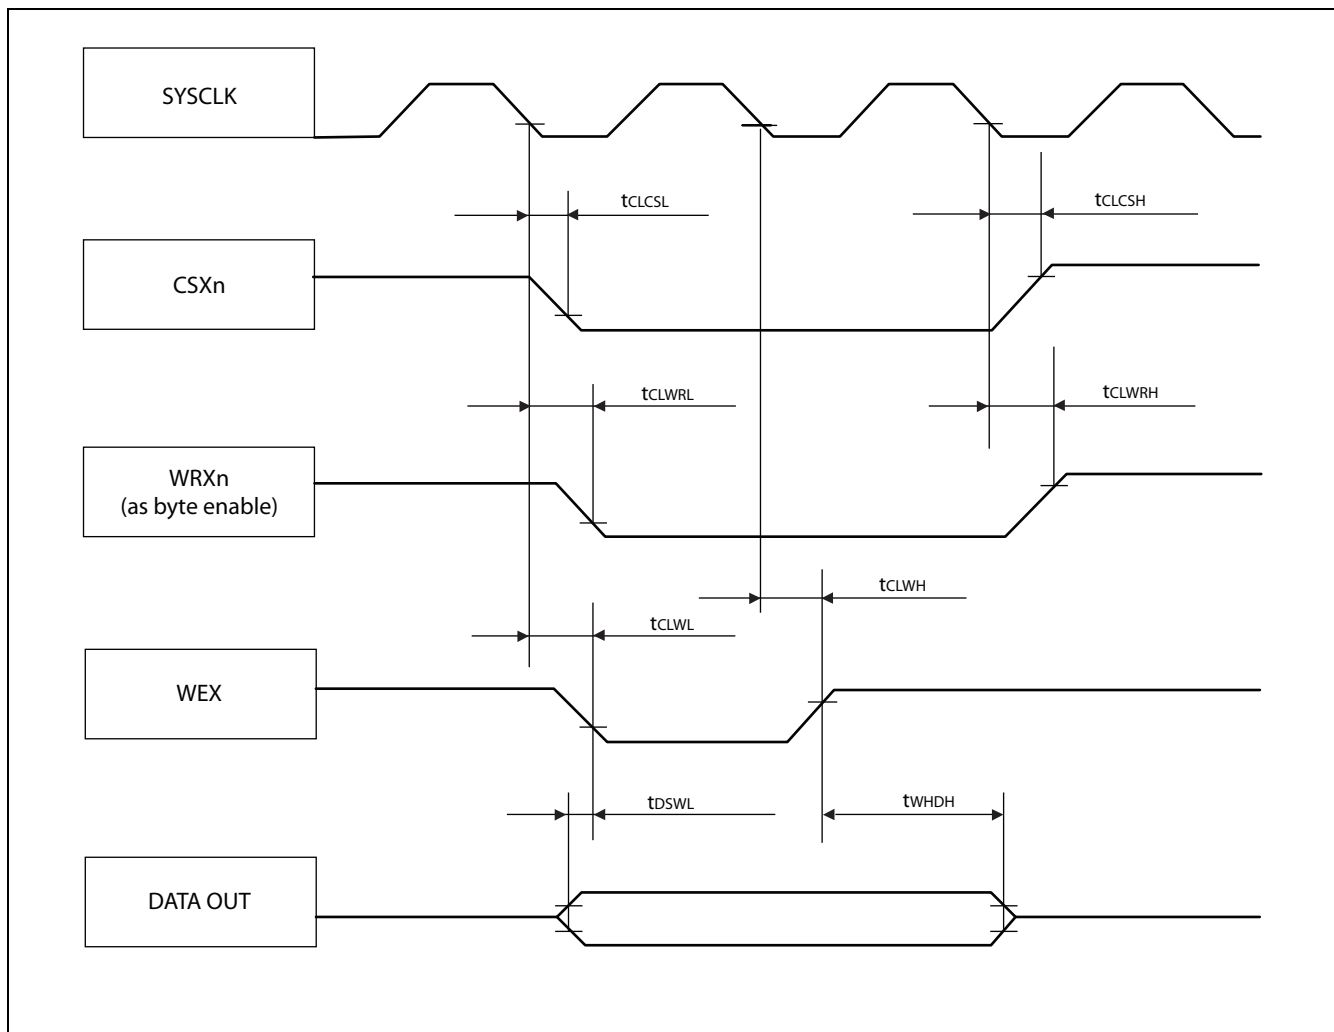 SYSCLK
tCLCSL
tCLCSH
CSXn
tCLWRL
tCLWRH
WRXn
(as byte enable)
tCLWH
tCLWL
WEX
tDSWL
tWHDH
DATA OUT